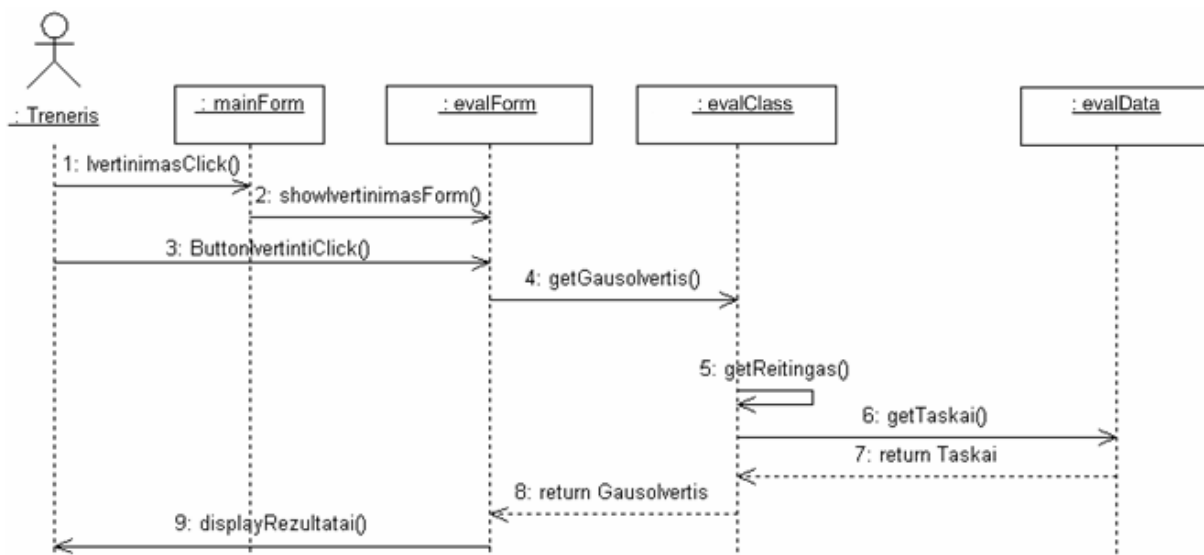 : Treneris
: mainForm
: evalForm
: evalClass
: evalData
1: IvertinimasClick()
2: showIvertinimasForm()
3: ButtonIvertintiClick()
4: getGausoIvertis()
5: getReitingas()
6: getTaskai()
7: return Taskai
8: return GausoIvertis
9: displayRezultatai()